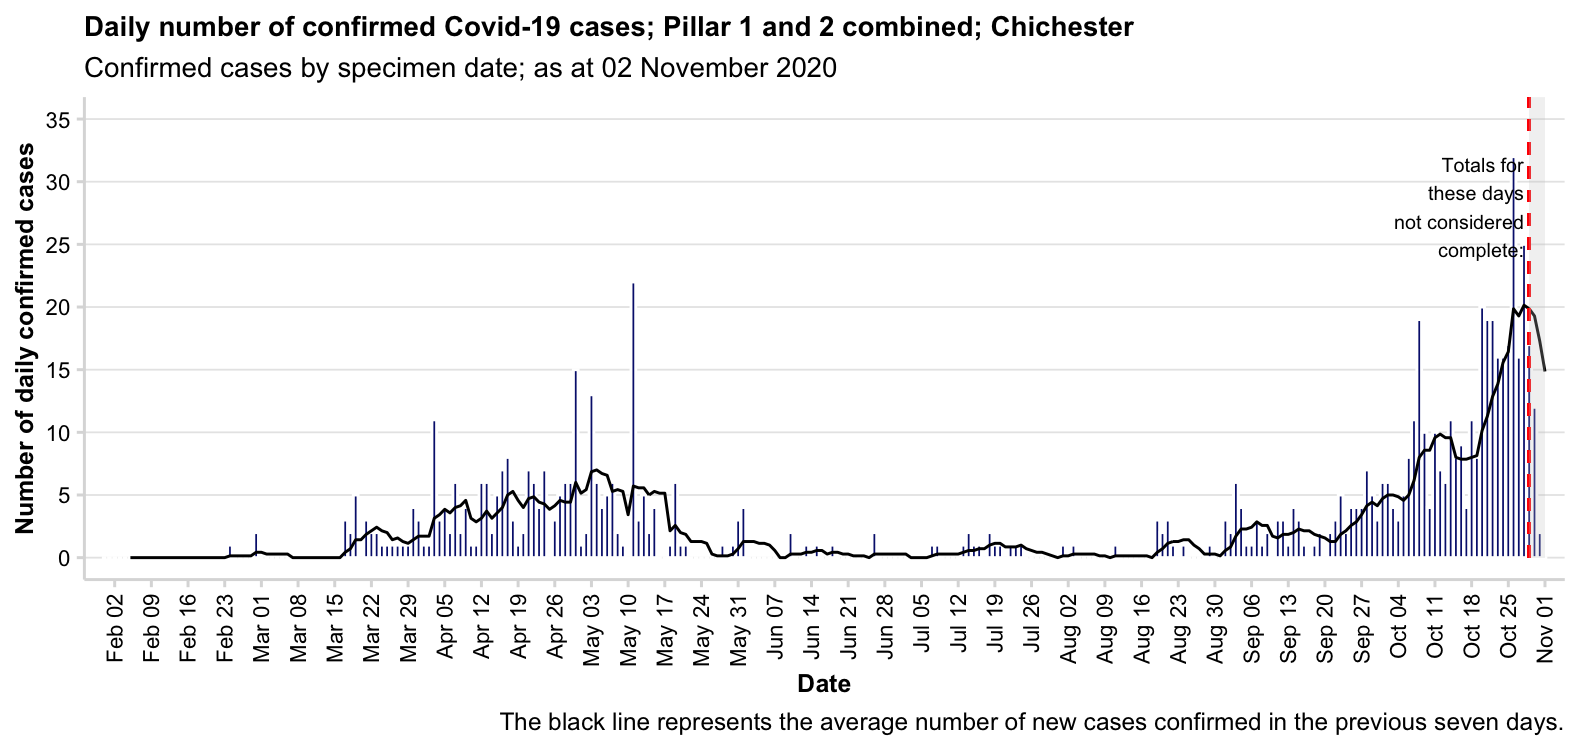 Daily number of confirmed Covid-19 cases; Pillar 1 and 2 combined; Chichester
Confirmed cases by specimen date; as at 02 November 2020
Number of daily confirmed cases
35
30
25
20
15
10
5
0
Totals for
these days
not considered
complete.
Feb 02
Feb 09
Feb 16
Feb 23
Mar 01
Mar 08
Mar 15
Mar 22
Mar 29
Apr 05
Apr 12
Apr 19
Apr 26
May 03
May 10
May 17
May 24
May 31
Jun 07
Jun 14
Jun 21
Jun 28
Jul 05
Jul 12
Jul 19
Jul 26
Aug 02
Aug 09
Aug 16
Aug 23
Aug 30
Sep 06
Sep 13
Sep 20
Sep 27
Oct 04
Oct 11
Oct 18
Oct 25
Nov 01
Date
The black line represents the average number of new cases confirmed in the previous seven days.